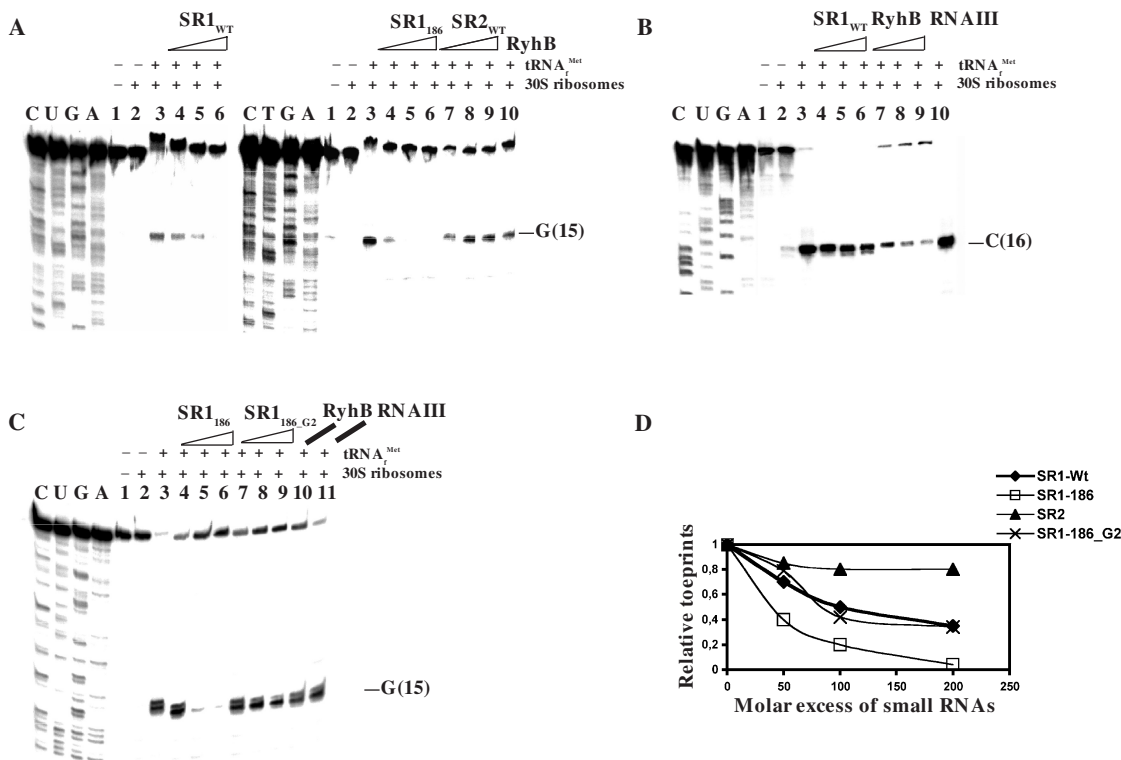 A
SR1WT
SR1186 SR2WT
RyhB
– – + + + +
– – + + + + + + + + tRNAfMet
– + + + + +
– + + + + + + + + + 30S ribosomes
C U G A 1 2 3 4 5 6
C T G A 1 2 3 4 5 6 7 8 9 10
–G(15)
B
SR1WT RyhB RNAIII
– – + + + + + + + + tRNAfMet
– + + + + + + + + + 30S ribosomes
C U G A 1 2 3 4 5 6 7 8 9 10
–C(16)
C
SR1186 SR1186_G2 RyhB RNAIII
– – + + + + + + + + + tRNAfMet
– + + + + + + + + + + 30S ribosomes
C U G A 1 2 3 4 5 6 7 8 9 10 11
–G(15)
D
SR1-Wt
SR1-186
SR2
SR1-186_G2
Relative toeprints
1
0,8
0,6
0,4
0,2
0
0 50 100 150 200 250
Molar excess of small RNAs